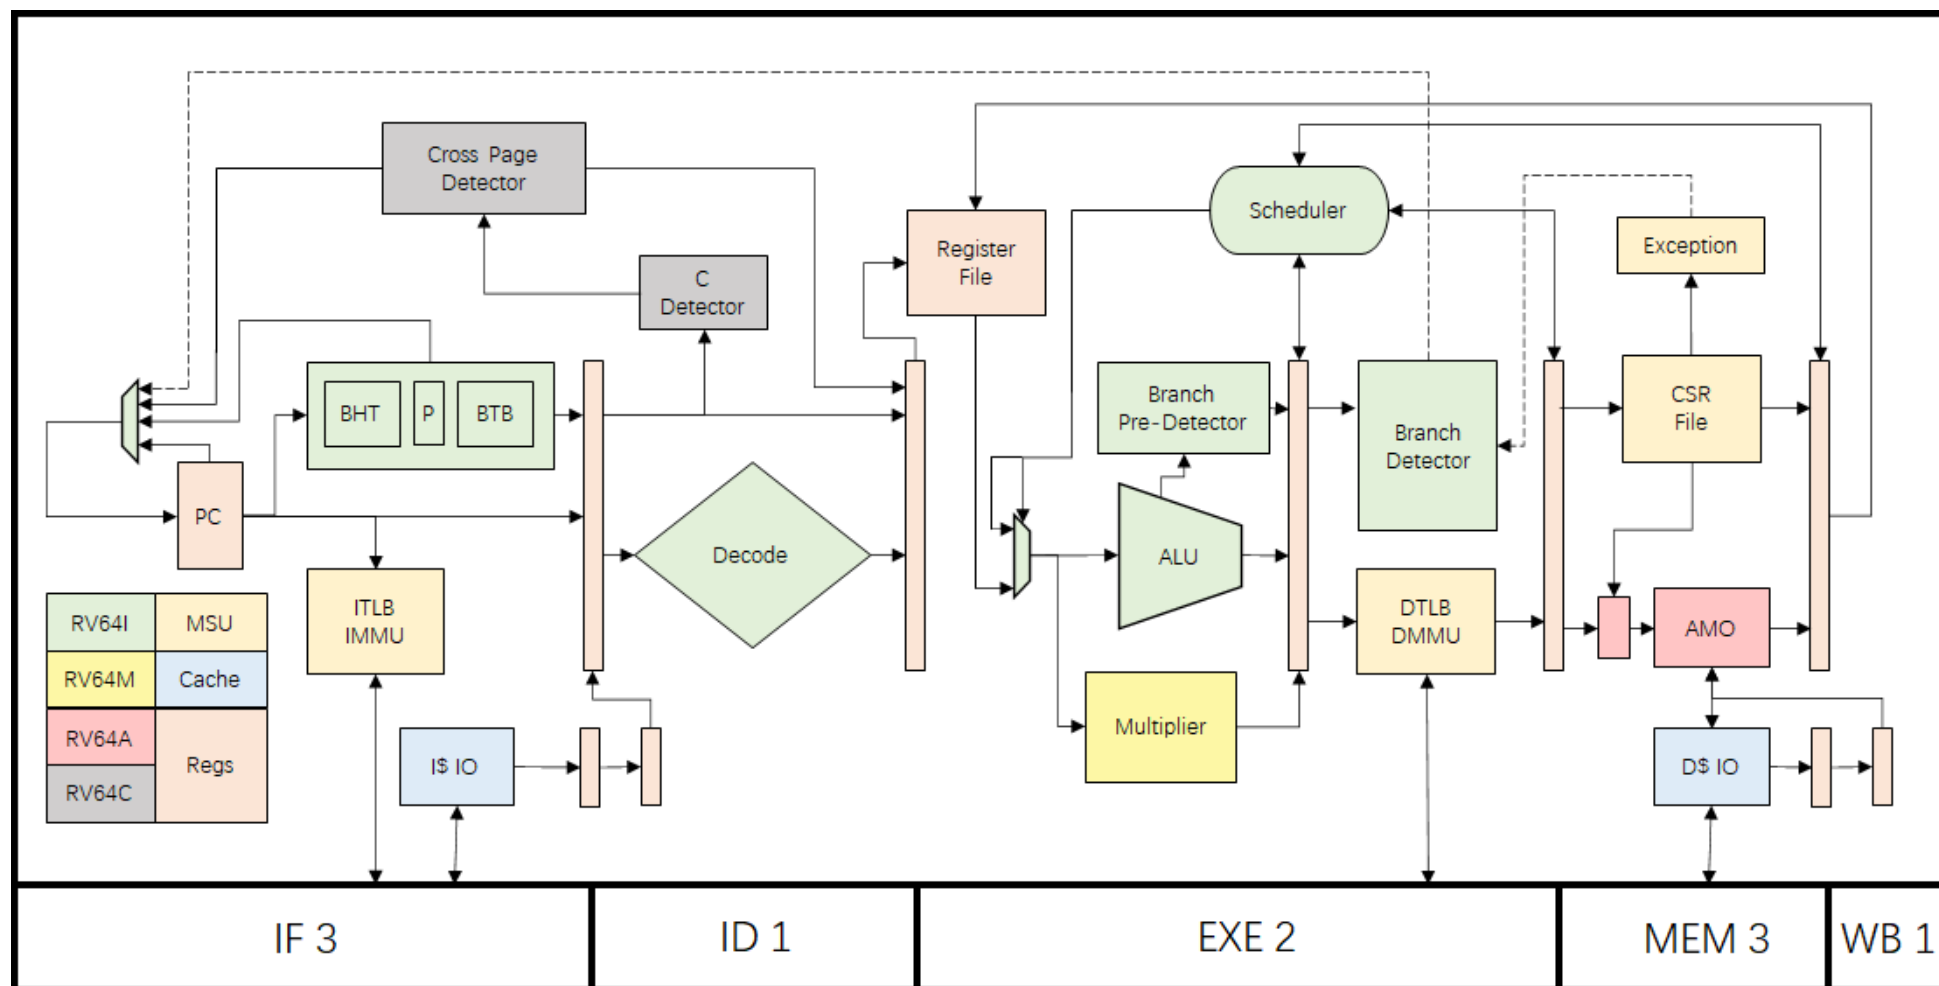 Cross Page
Detector
C
Detector
Register
File
Scheduler
Exception
BHT
P
BTB
Branch
Pre-Detector
Branch
Detector
CSR
File
PC
Decode
ALU
ITLB
IMMU
DTLB
DMMU
AMO
RV64I
MSU
RV64M
Cache
RV64A
Regs
RV64C
I$ IO
Multiplier
D$ IO
IF 3
ID 1
EXE 2
MEM 3
WB 1